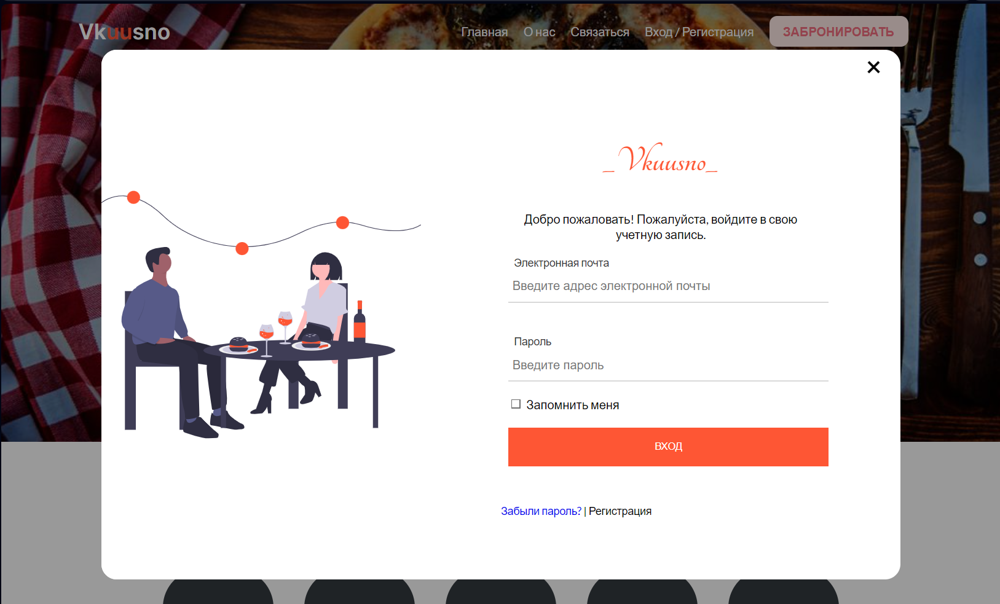 Vkuusno
Главная О нас Связаться Вход / Регистрация ЗАБРОНИРОВАТЬ
_Vkuusno_
Добро пожаловать! Пожалуйста, войдите в свою
учетную запись.
Электронная почта
Введите адрес электронной почты
Пароль
Введите пароль
Запомнить меня
ВХОД
Забыли пароль? | Регистрация